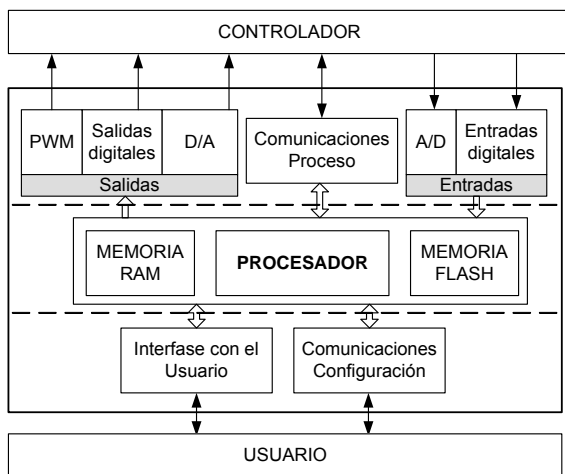 CONTROLADOR
PWM
Salidas
digitales
D/A
Salidas
Comunicaciones
Proceso
A/D
Entradas
digitales
Entradas
MEMORIA
RAM
PROCESADOR
MEMORIA
FLASH
Interfase con el
Usuario
Comunicaciones
Configuración
USUARIO